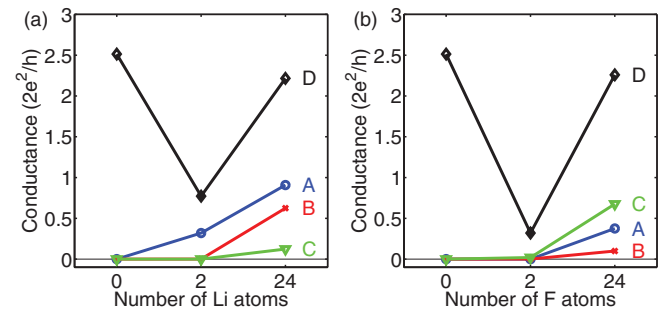 (a)
Conductance (2e²/h)
3
2.5
2
1.5
1
0.5
0
D
A
B
C
0 2 24
Number of Li atoms
(b)
Conductance (2e²/h)
3
2.5
2
1.5
1
0.5
0
D
C
A
B
0 2 24
Number of F atoms